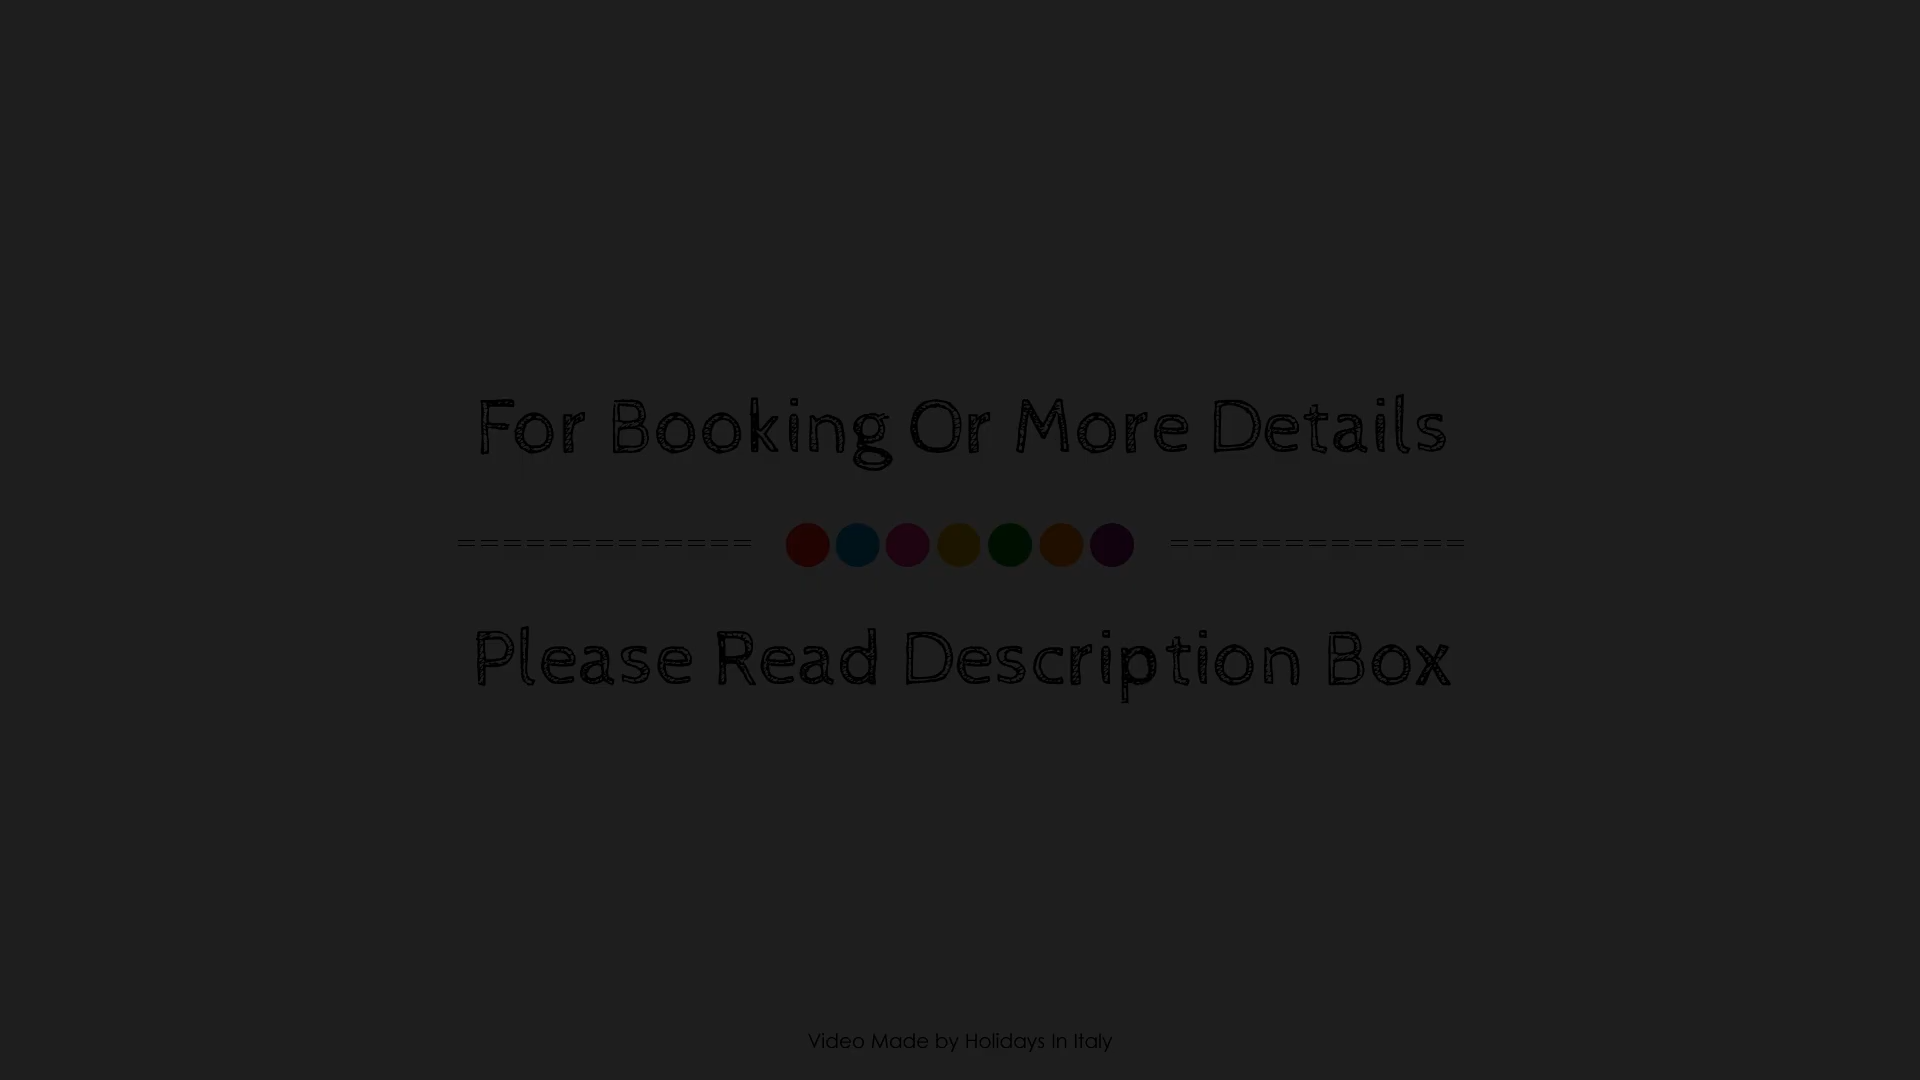 For Booking Or More Details
============= =============
Please Read Description Box
Video Made by Holidays In Italy